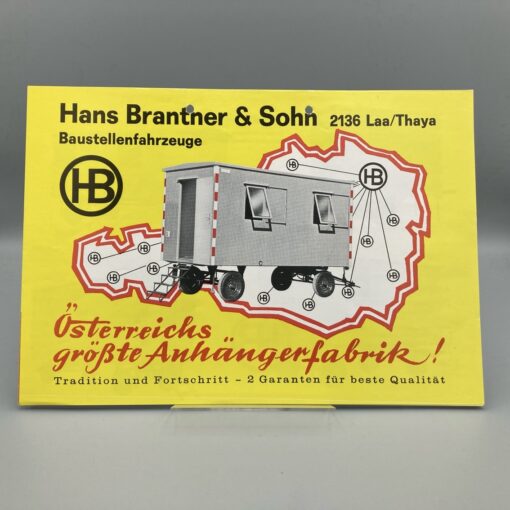 Hans Brantner & Sohn 2136 Laa/Thaya
Baustellenfahrzeuge
HB
HB
Österreichs
größte Anhängerfabrik!
Tradition und Fortschritt – 2 Garanten für beste Qualität